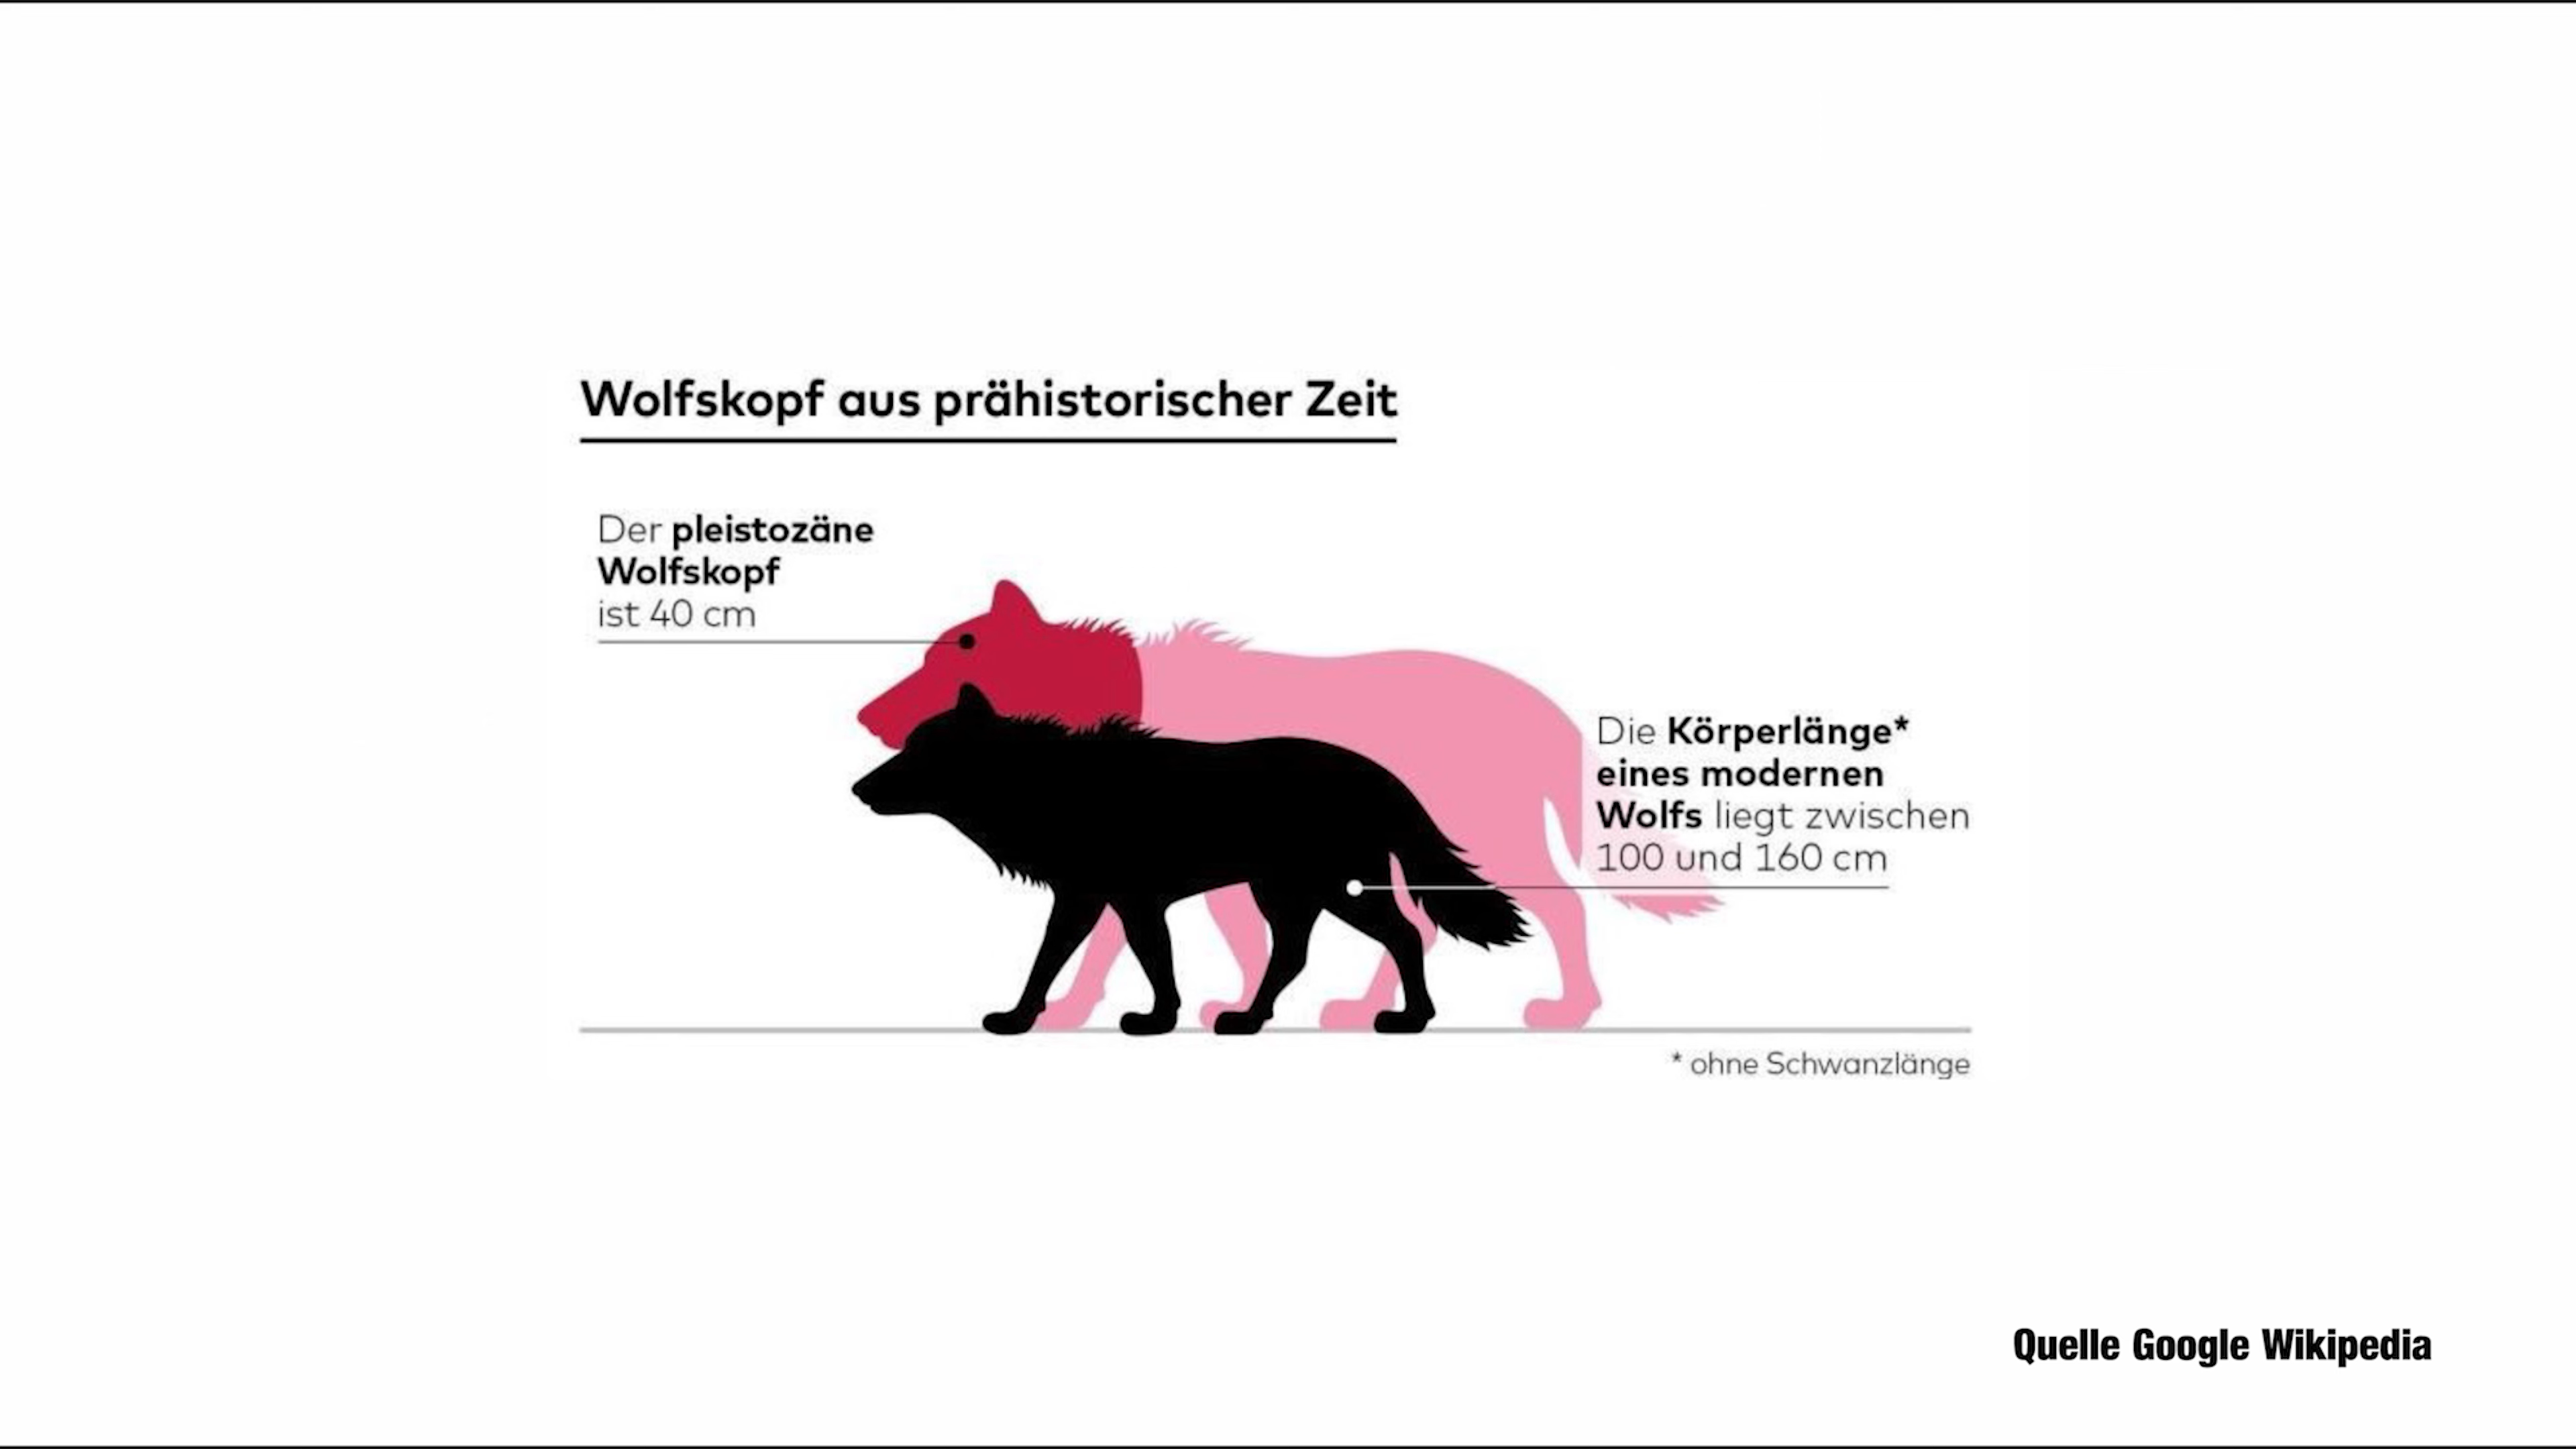 Wolfskopf aus prähistorischer Zeit
Der pleistozäne
Wolfskopf
ist 40 cm
Die Körperlänge*
eines modernen
Wolfs liegt zwischen
100 und 160 cm
* ohne Schwanzlänge
Quelle Google Wikipedia